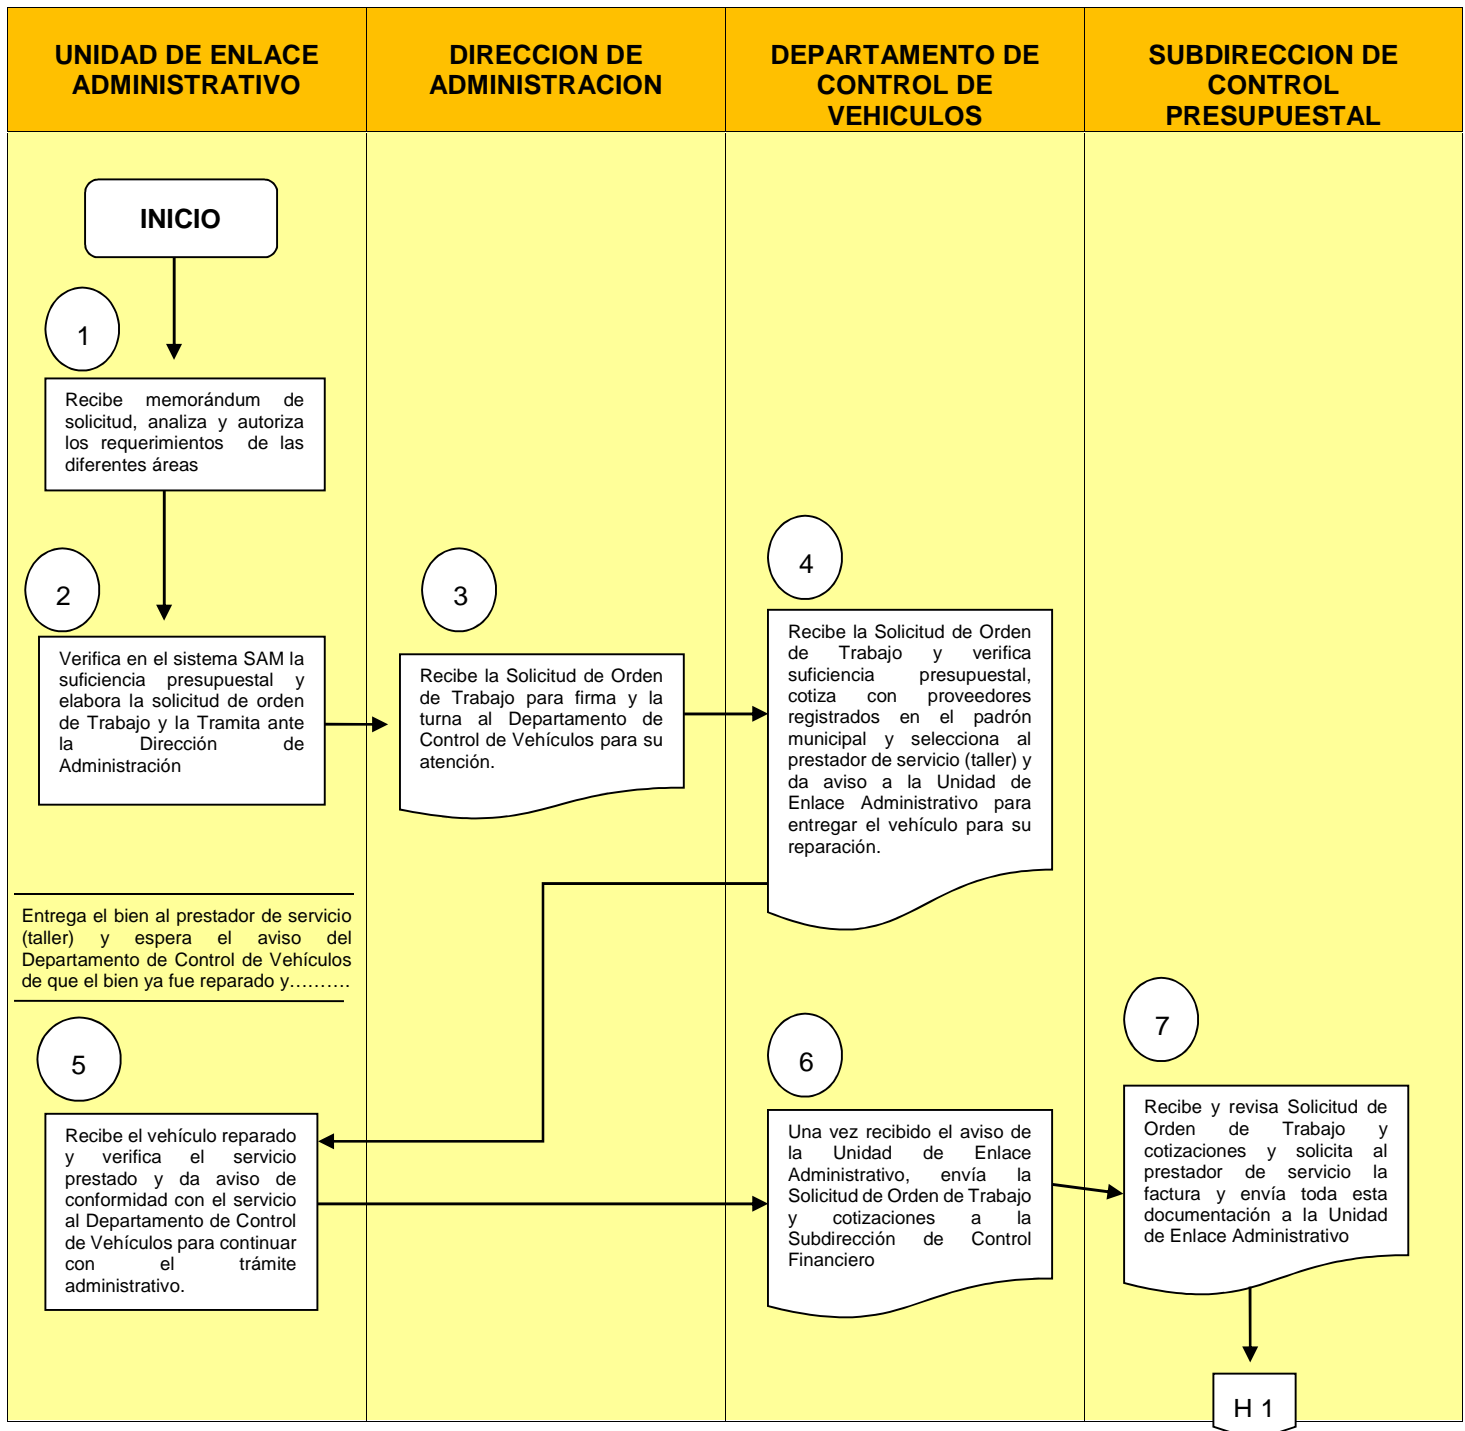 UNIDAD DE ENLACE
ADMINISTRATIVO
DIRECCION DE
ADMINISTRACION
DEPARTAMENTO DE
CONTROL DE
VEHICULOS
SUBDIRECCION DE
CONTROL
PRESUPUESTAL
INICIO
1
Recibe memorándum de
solicitud, analiza y autoriza
los requerimientos de las
diferentes áreas
2
Verifica en el sistema SAM la
suficiencia presupuestal y
elabora la solicitud de orden
de Trabajo y la Tramita ante
la Dirección de
Administración
3
Recibe la Solicitud de Orden
de Trabajo para firma y la
turna al Departamento de
Control de Vehículos para su
atención.
4
Recibe la Solicitud de Orden
de Trabajo y verifica
suficiencia presupuestal,
cotiza con proveedores
registrados en el padrón
municipal y selecciona al
prestador de servicio (taller) y
da aviso a la Unidad de
Enlace Administrativo para
entregar el vehículo para su
reparación.
Entrega el bien al prestador de servicio
(taller) y espera el aviso del
Departamento de Control de Vehículos
de que el bien ya fue reparado y……….
5
Recibe el vehículo reparado
y verifica el servicio
prestado y da aviso de
conformidad con el servicio
al Departamento de Control
de Vehículos para continuar
con el trámite
administrativo.
6
Una vez recibido el aviso de
la Unidad de Enlace
Administrativo, envía la
Solicitud de Orden de Trabajo
y cotizaciones a la
Subdirección de Control
Financiero
7
Recibe y revisa Solicitud de
Orden de Trabajo y
cotizaciones y solicita al
prestador de servicio la
factura y envía toda esta
documentación a la Unidad
de Enlace Administrativo
H 1